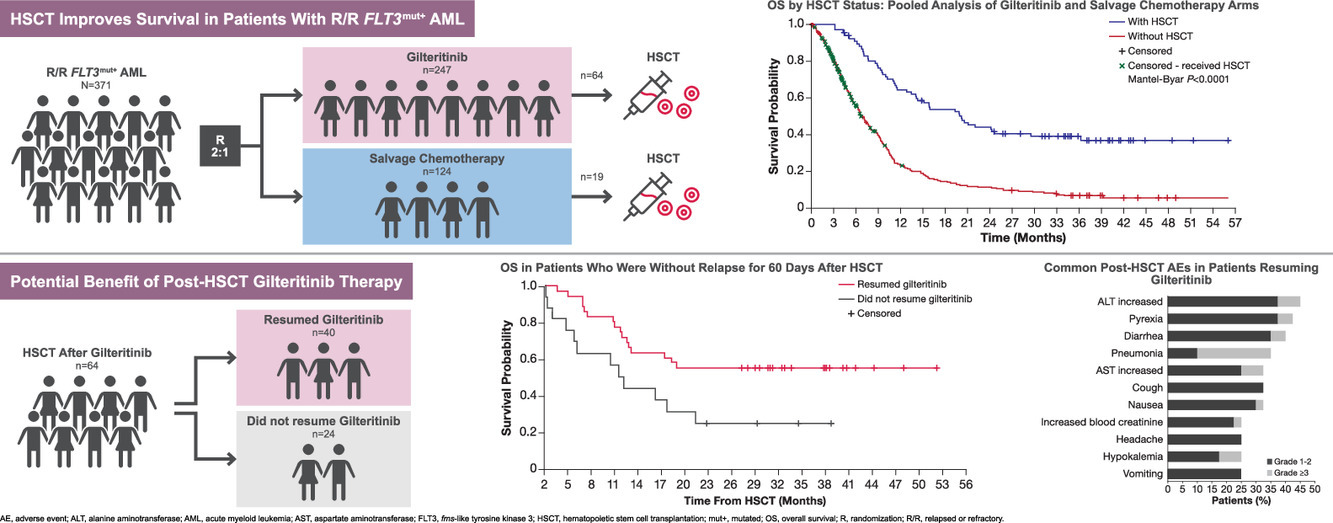 HSCT Improves Survival in Patients With R/R FLT3mut+ AML
R/R FLT3mut+ AML
N=371
R
2:1
Gilteritinib
n=247
Salvage Chemotherapy
n=124
n=64
HSCT
n=19
HSCT
OS by HSCT Status: Pooled Analysis of Gilteritinib and Salvage Chemotherapy Arms
With HSCT
Without HSCT
Censored
Censored - received HSCT
Mantel-Byar P<0.0001
Survival Probability
1.0
0.8
0.6
0.4
0.2
0
0 3 6 9 12 15 18 21 24 27 30 33 36 39 42 45 48 51 54 57
Time (Months)
Potential Benefit of Post-HSCT Gilteritinib Therapy
HSCT After Gilteritinib
n=64
Resumed Gilteritinib
n=40
Did not resume Gilteritinib
n=24
OS in Patients Who Were Without Relapse for 60 Days After HSCT
Resumed gilteritinib
Did not resume gilteritinib
Censored
Survival Probability
1.0
0.8
0.6
0.4
0.2
0
2 5 8 11 14 17 20 23 26 29 32 35 38 41 44 47 50 53 56
Time From HSCT (Months)
Common Post-HSCT AEs in Patients Resuming
Gilteritinib
ALT increased
Pyrexia
Diarrhea
Pneumonia
AST increased
Cough
Nausea
Increased blood creatinine
Headache
Hypokalemia
Vomiting
Grade 1-2
Grade ≥3
0 5 10 15 20 25 30 35 40 45 50
Patients (%)
AE, adverse event; ALT, alanine aminotransferase; AML, acute myeloid leukemia; AST, aspartate aminotransferase; FLT3, fms-like tyrosine kinase 3; HSCT, hematopoietic stem cell transplantation; mut+, mutated; OS, overall survival; R, randomization; R/R, relapsed or refractory.